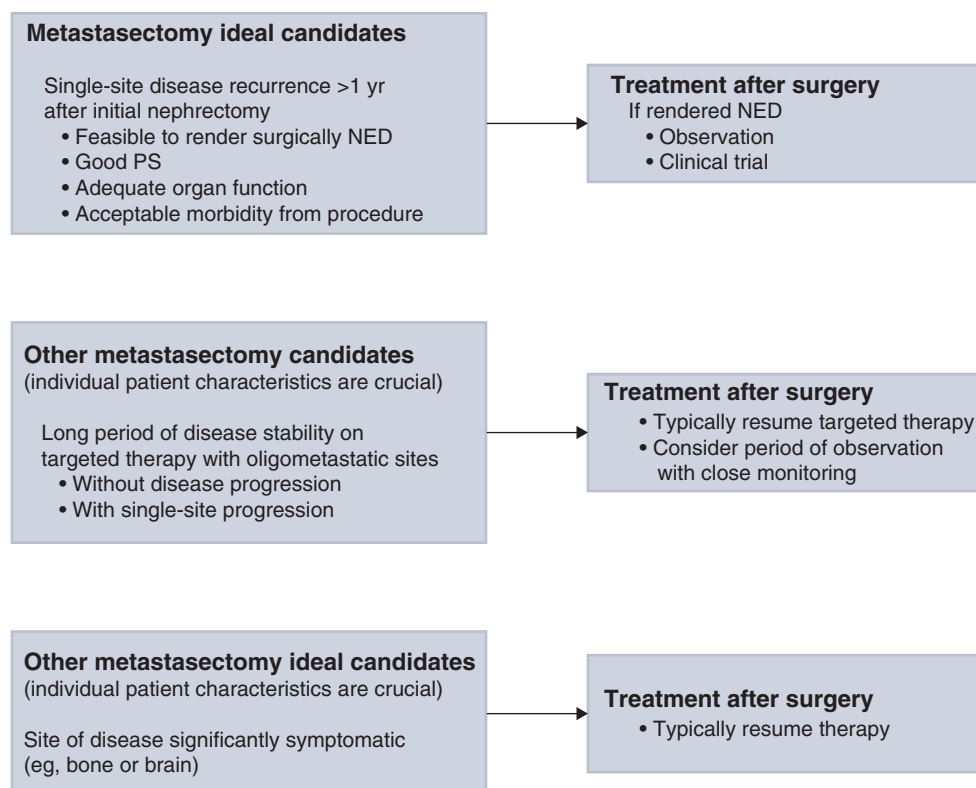 Metastasectomy ideal candidates
Single-site disease recurrence >1 yr
after initial nephrectomy
• Feasible to render surgically NED
• Good PS
• Adequate organ function
• Acceptable morbidity from procedure
Treatment after surgery
If rendered NED
• Observation
• Clinical trial
Other metastasectomy candidates
(individual patient characteristics are crucial)
Long period of disease stability on
targeted therapy with oligometastatic sites
• Without disease progression
• With single-site progression
Treatment after surgery
• Typically resume targeted therapy
• Consider period of observation
with close monitoring
Other metastasectomy ideal candidates
(individual patient characteristics are crucial)
Site of disease significantly symptomatic
(eg, bone or brain)
Treatment after surgery
• Typically resume therapy